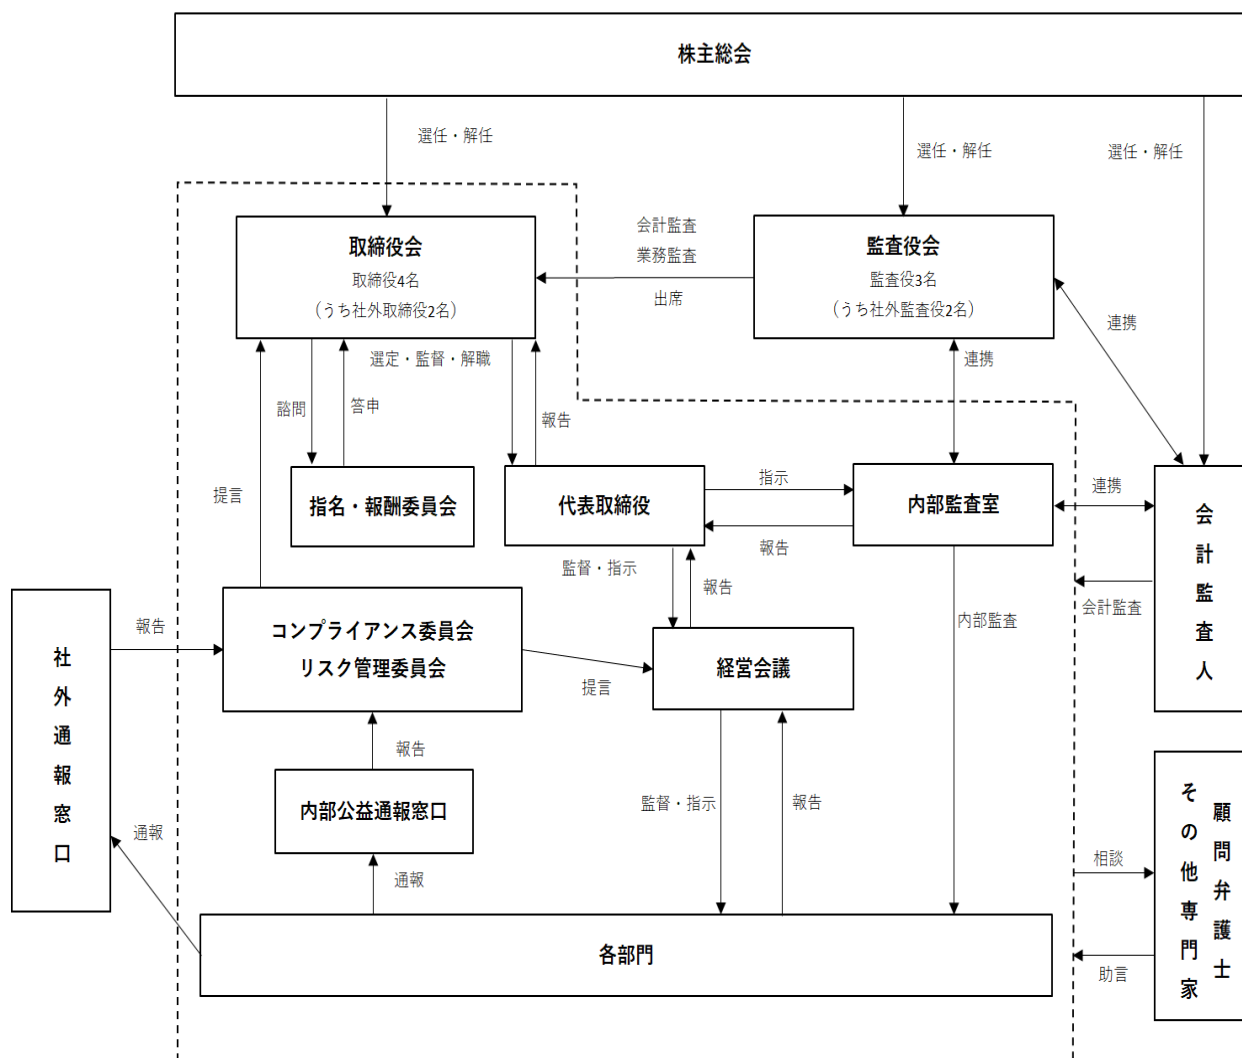 株主総会
選任・解任
選任・解任
選任・解任
取締役会
取締役4名
（うち社外取締役2名）
会計監査
業務監査
出席
監査役会
監査役3名
（うち社外監査役2名）
連携
連携
選定・監督・解職
諮問
答申
報告
提言
指名・報酬委員会
代表取締役
指示
報告
内部監査室
連携
会計監査人
会計監査
監督・指示
報告
内部監査
社外通報窓口
報告
コンプライアンス委員会
リスク管理委員会
提言
経営会議
報告
内部公益通報窓口
監督・指示
報告
通報
通報
相談
顧問弁護士
その他専門家
助言
各部門